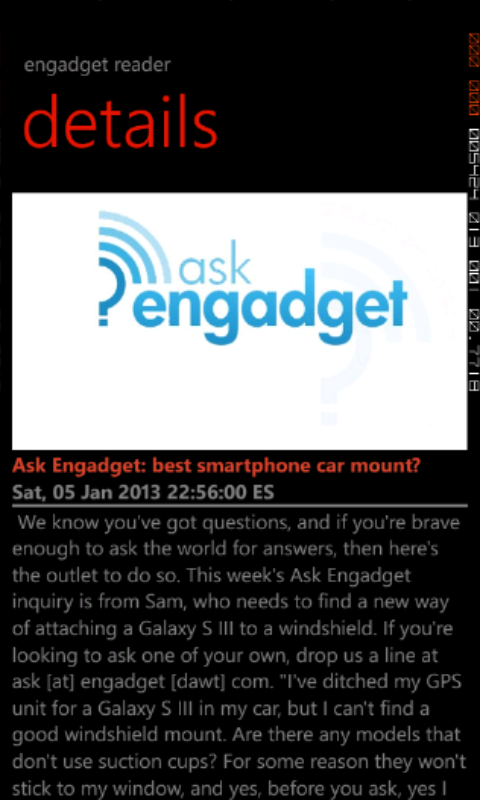 engadget reader
details
ask
engadget
Ask Engadget: best smartphone car mount?
Sat, 05 Jan 2013 22:56:00 ES
We know you've got questions, and if you're brave
enough to ask the world for answers, then here's
the outlet to do so. This week's Ask Engadget
inquiry is from Sam, who needs to find a new way
of attaching a Galaxy S III to a windshield. If you're
looking to ask one of your own, drop us a line at
ask [at] engadget [dawt] com. "I've ditched my GPS
unit for a Galaxy S III in my car, but I can't find a
good windshield mount. Are there any models that
don't use suction cups? For some reason they won't
stick to my window, and yes, before you ask, yes I